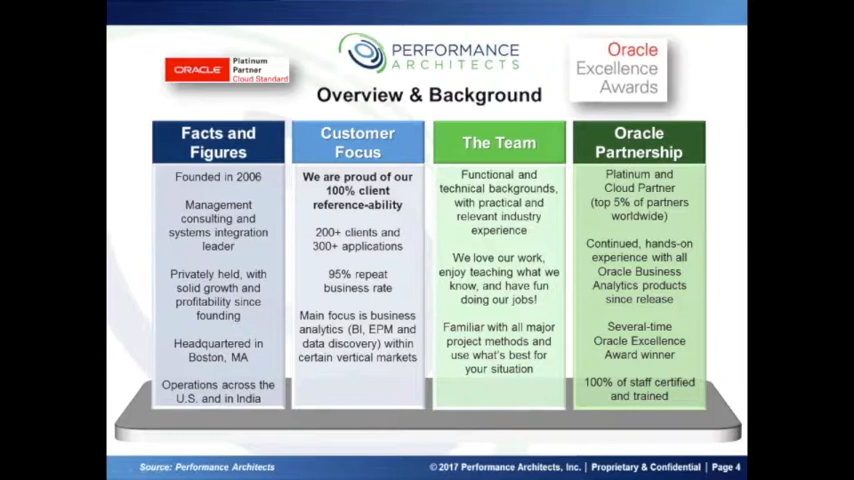 PERFORMANCE
ARCHITECTS
ORACLE
Platinum
Partner
Cloud Standard
Oracle
Excellence
Awards
Overview & Background
Facts and
Figures
Founded in 2006
Management
consulting and
systems integration
leader
Privately held, with
solid growth and
profitability since
founding
Headquartered in
Boston, MA
Operations across the
U.S. and in India
Customer
Focus
We are proud of our
100% client
reference-ability
200+ clients and
300+ applications
95% repeat
business rate
Main focus is business
analytics (BI, EPM and
data discovery) within
certain vertical markets
The Team
Functional and
technical backgrounds,
with practical and
relevant industry
experience
We love our work,
enjoy teaching what we
know, and have fun
doing our jobs!
Familiar with all major
project methods and
use what's best for
your situation
Oracle
Partnership
Platinum and
Cloud Partner
(top 5% of partners
worldwide)
Continued, hands-on
experience with all
Oracle Business
Analytics products
since release
Several-time
Oracle Excellence
Award winner
100% of staff certified
and trained
Source: Performance Architects
© 2017 Performance Architects, Inc. | Proprietary & Confidential | Page 4